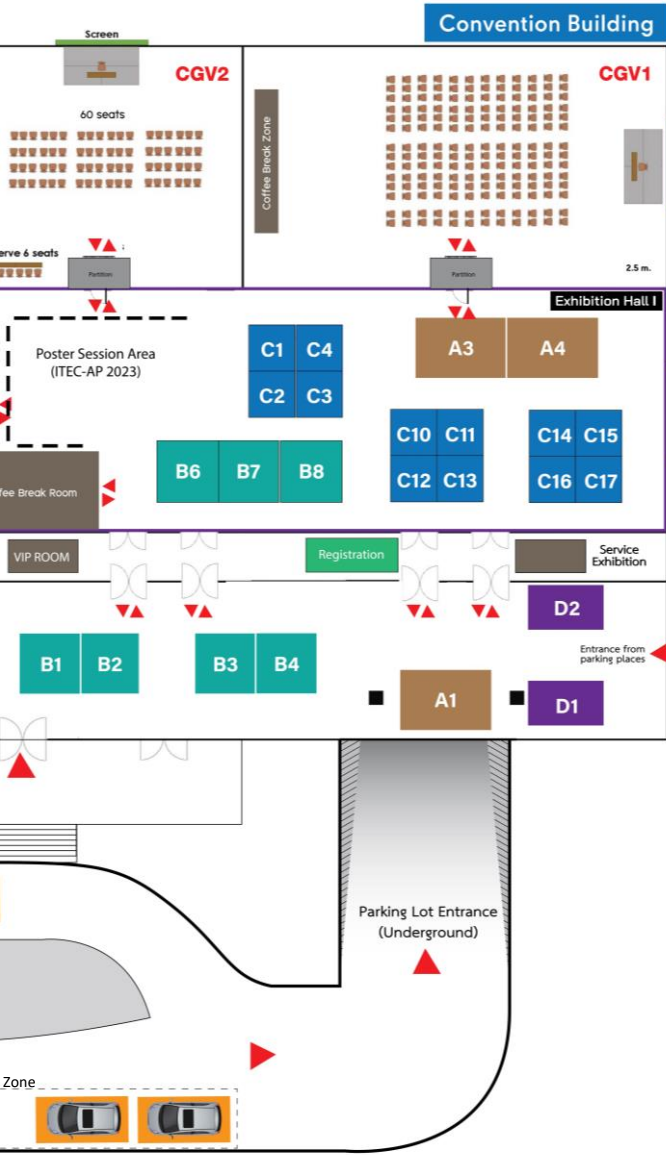 Convention Building
Screen
CGV2
CGV1
60 seats
Coffee Break Zone
erve 6 seats
Partition
Partition
2.5 m.
Exhibition Hall I
Poster Session Area
(ITEC-AP 2023)
C1 C4
C2 C3
A3 A4
C10 C11
C12 C13
C14 C15
C16 C17
B6 B7 B8
fee Break Room
VIP ROOM
Registration
Service
Exhibition
D2
Entrance from
parking places
B1 B2
B3 B4
A1
D1
Parking Lot Entrance
(Underground)
Zone